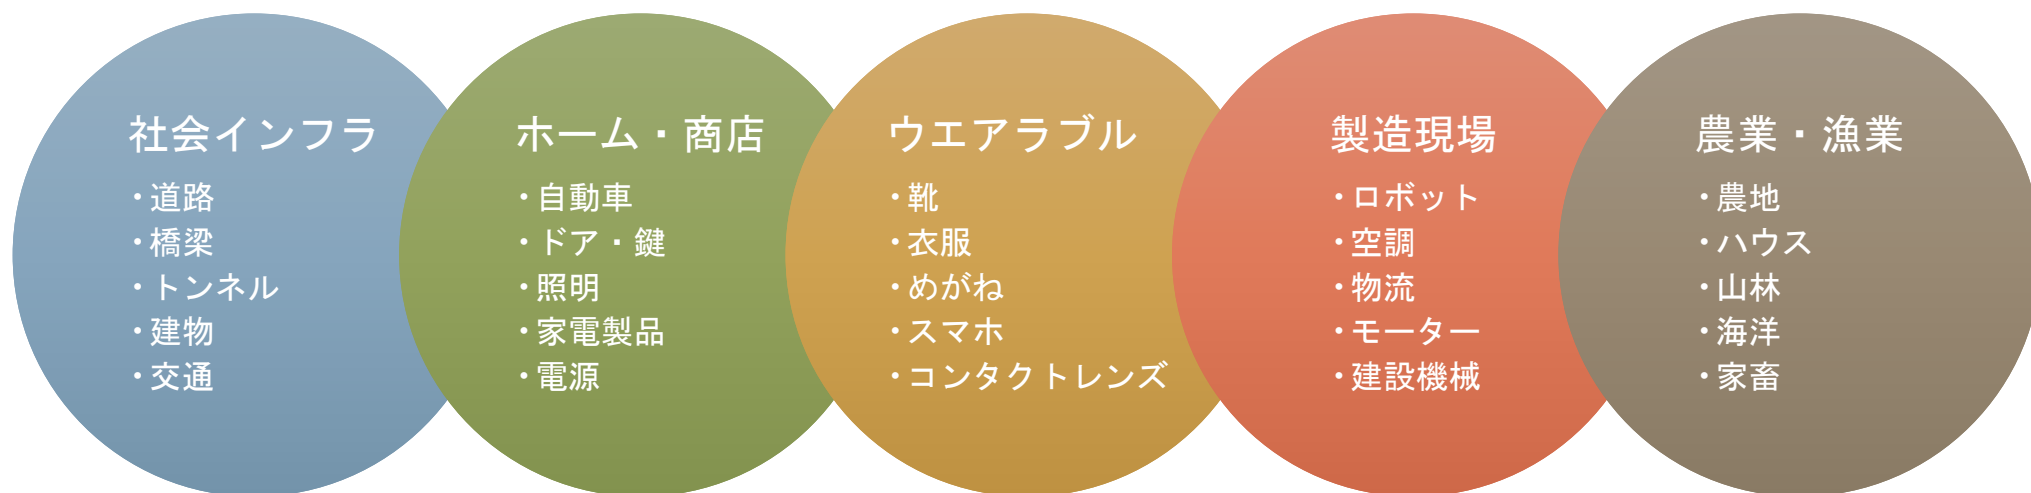 社会インフラ
・道路
・橋梁
・トンネル
・建物
・交通
ホーム・商店
・自動車
・ドア・鍵
・照明
・家電製品
・電源
ウエアラブル
・靴
・衣服
・めがね
・スマホ
・コンタクトレンズ
製造現場
・ロボット
・空調
・物流
・モーター
・建設機械
農業・漁業
・農地
・ハウス
・山林
・海洋
・家畜